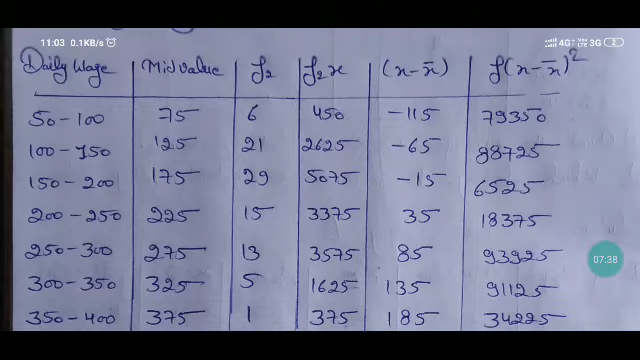 11:03 0.1KB/s 4G+ VoD LTE 3G 2
Daily Wage Mid value f₂ f₂x (x-x̄) f(x-x̄)²
50-100 75 6 450 -115 79350
100-150 125 21 2625 -65 88725
150-200 175 29 5075 -15 6525
200-250 225 15 3375 35 18375
250-300 275 13 3575 85 93925
300-350 325 5 1625 135 91125
350-400 375 1 375 185 34225
07:38